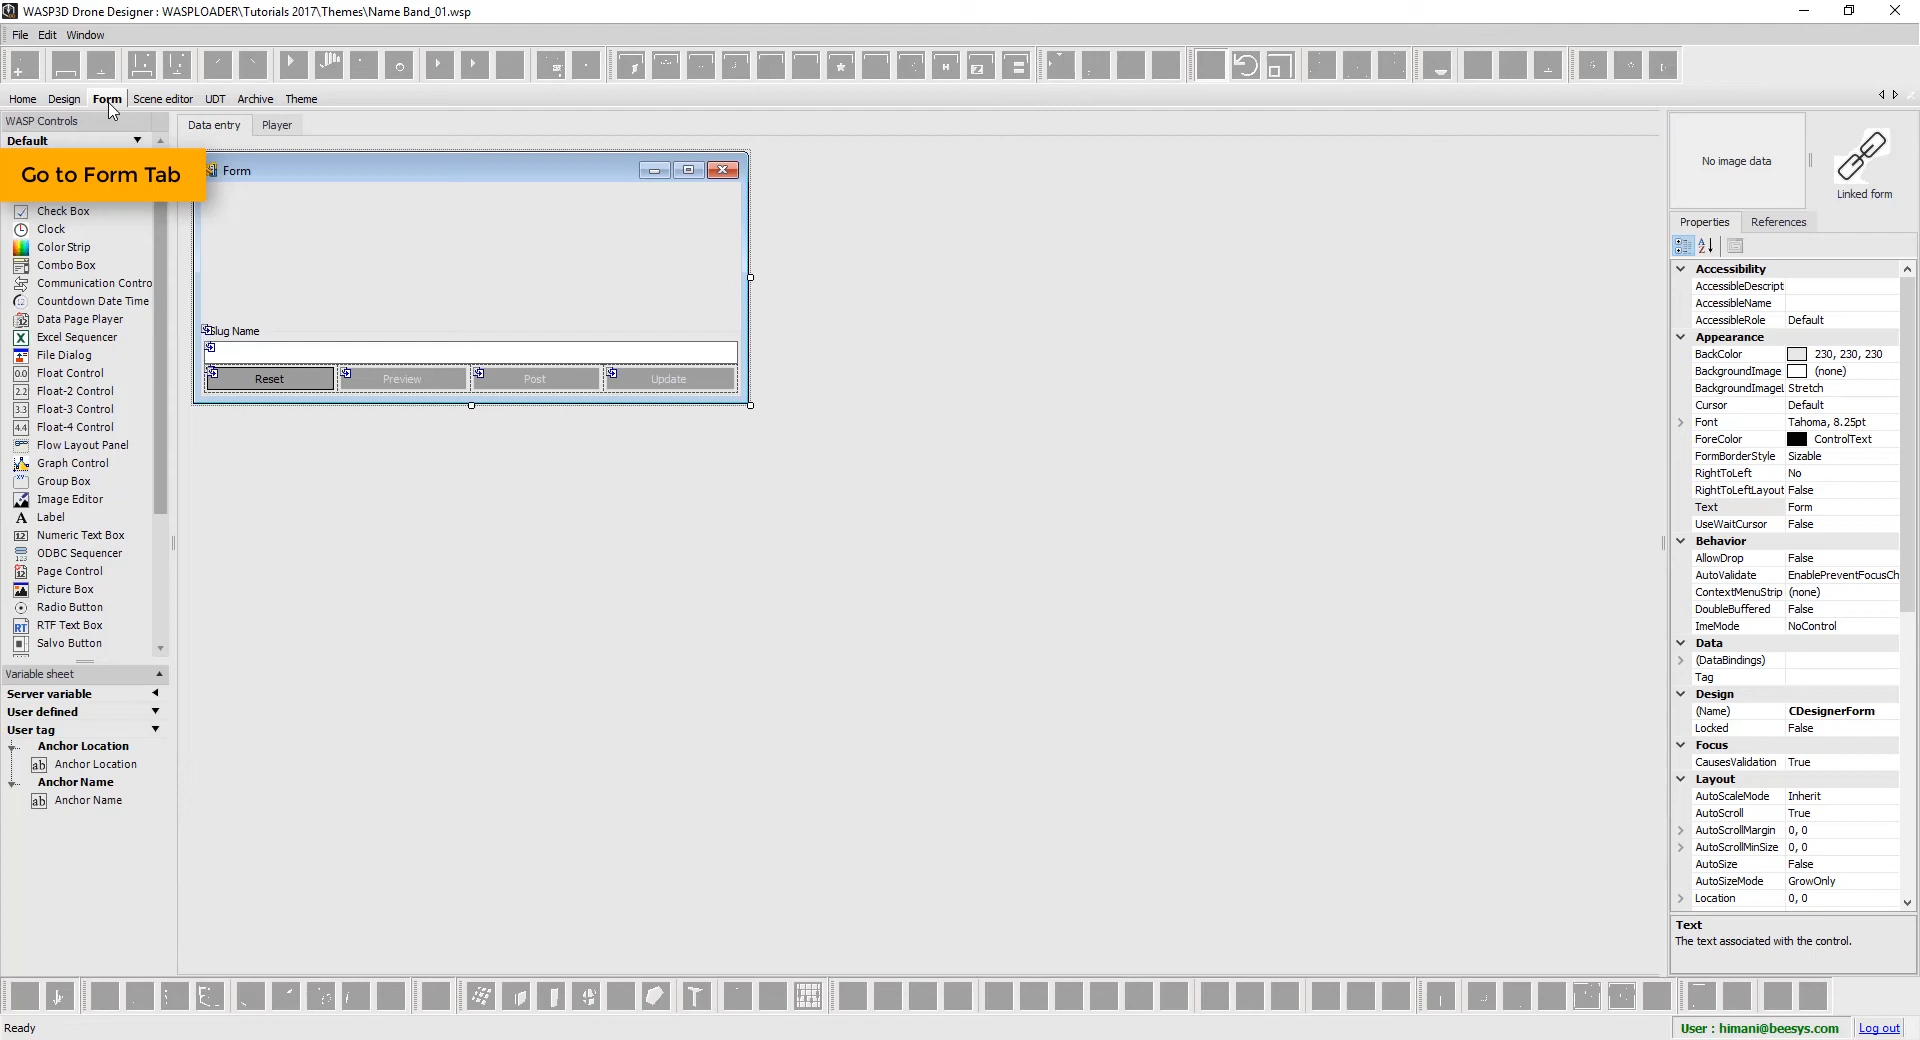 WASP3D Drone Designer : WASPLOADER\Tutorials 2017\Themes\Name Band_01.wsp
File Edit Window
Home Design Form Scene editor UDT Archive Theme
WASP Controls
Default
Go to Form Tab
Check Box
Clock
Color Strip
Combo Box
Communication Contro
Countdown Date Time
Data Page Player
Excel Sequencer
File Dialog
Float Control
Float-2 Control
Float-3 Control
Float-4 Control
Flow Layout Panel
Graph Control
Group Box
Image Editor
Label
Numeric Text Box
ODBC Sequencer
Page Control
Picture Box
Radio Button
RTF Text Box
Salvo Button
Variable sheet
Server variable
User defined
User tag
Anchor Location
Anchor Location
Anchor Name
Anchor Name
Data entry Player
Form
Slug Name
Reset Preview Post Update
No image data
Linked form
Properties References
Accessibility
AccessibleDescript
AccessibleName
AccessibleRole Default
Appearance
BackColor 230, 230, 230
BackgroundImage (none)
BackgroundImageL Stretch
Cursor Default
Font Tahoma, 8.25pt
ForeColor ControlText
FormBorderStyle Sizable
RightToLeft No
RightToLeftLayout False
Text Form
UseWaitCursor False
Behavior
AllowDrop False
AutoValidate EnablePreventFocusCh
ContextMenuStrip (none)
DoubleBuffered False
ImeMode NoControl
Data
(DataBindings)
Tag
Design
(Name) CDesignerForm
Locked False
Focus
CausesValidation True
Layout
AutoScaleMode Inherit
AutoScroll True
AutoScrollMargin 0, 0
AutoScrollMinSize 0, 0
AutoSize False
AutoSizeMode GrowOnly
Location 0, 0
Text
The text associated with the control.
Ready
User : himani@beesys.com Log out